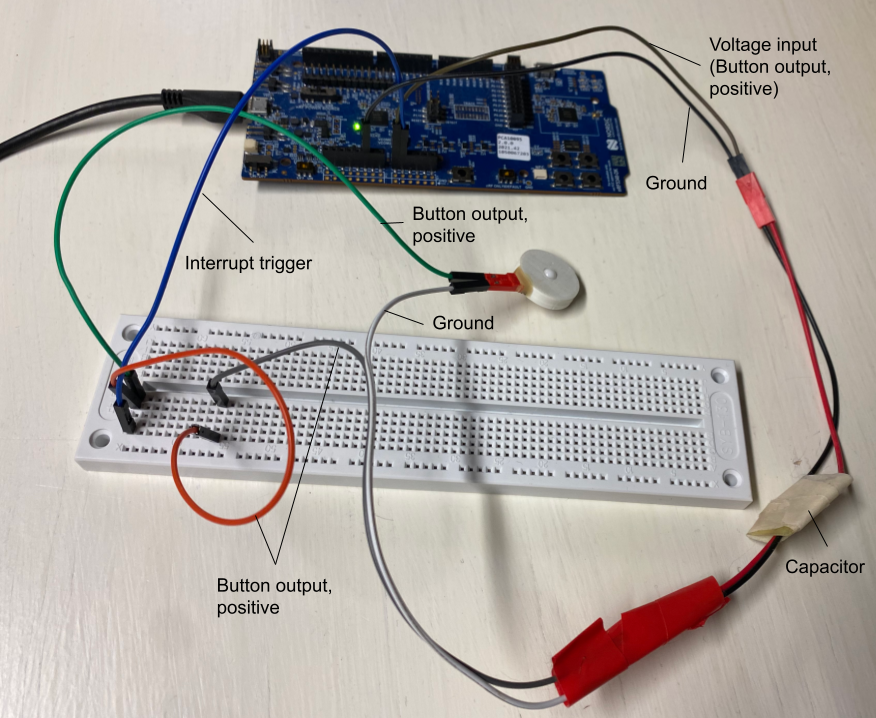 Voltage input
(Button output,
positive)
Ground
Button output,
positive
Interrupt trigger
Ground
Capacitor
Button output,
positive